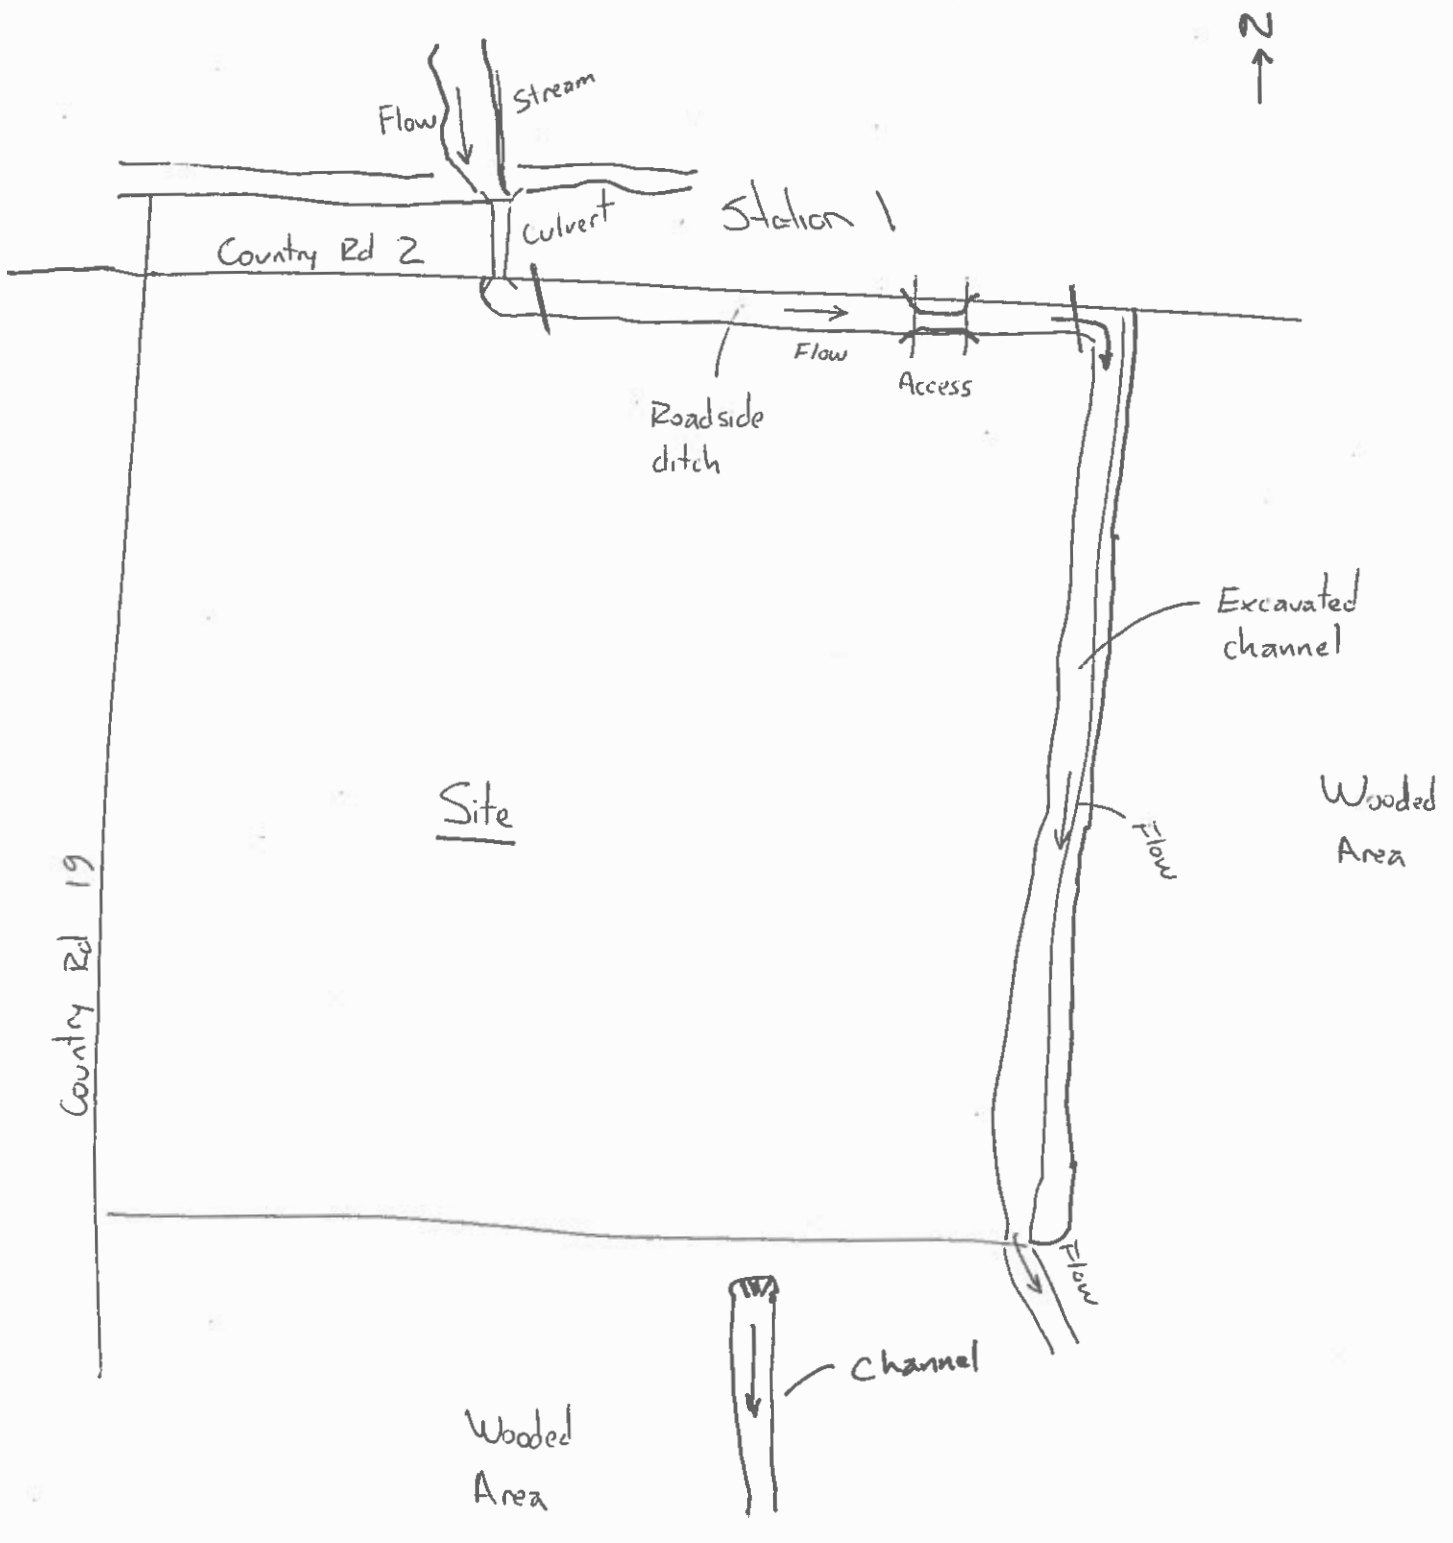 N
Stream
Flow
Station 1
Culvert
Country Rd 2
Flow
Access
Roadside
ditch
Excavated
channel
Site
Wooded
Area
Flow
Country Rd 19
Flow
Channel
Wooded
Area